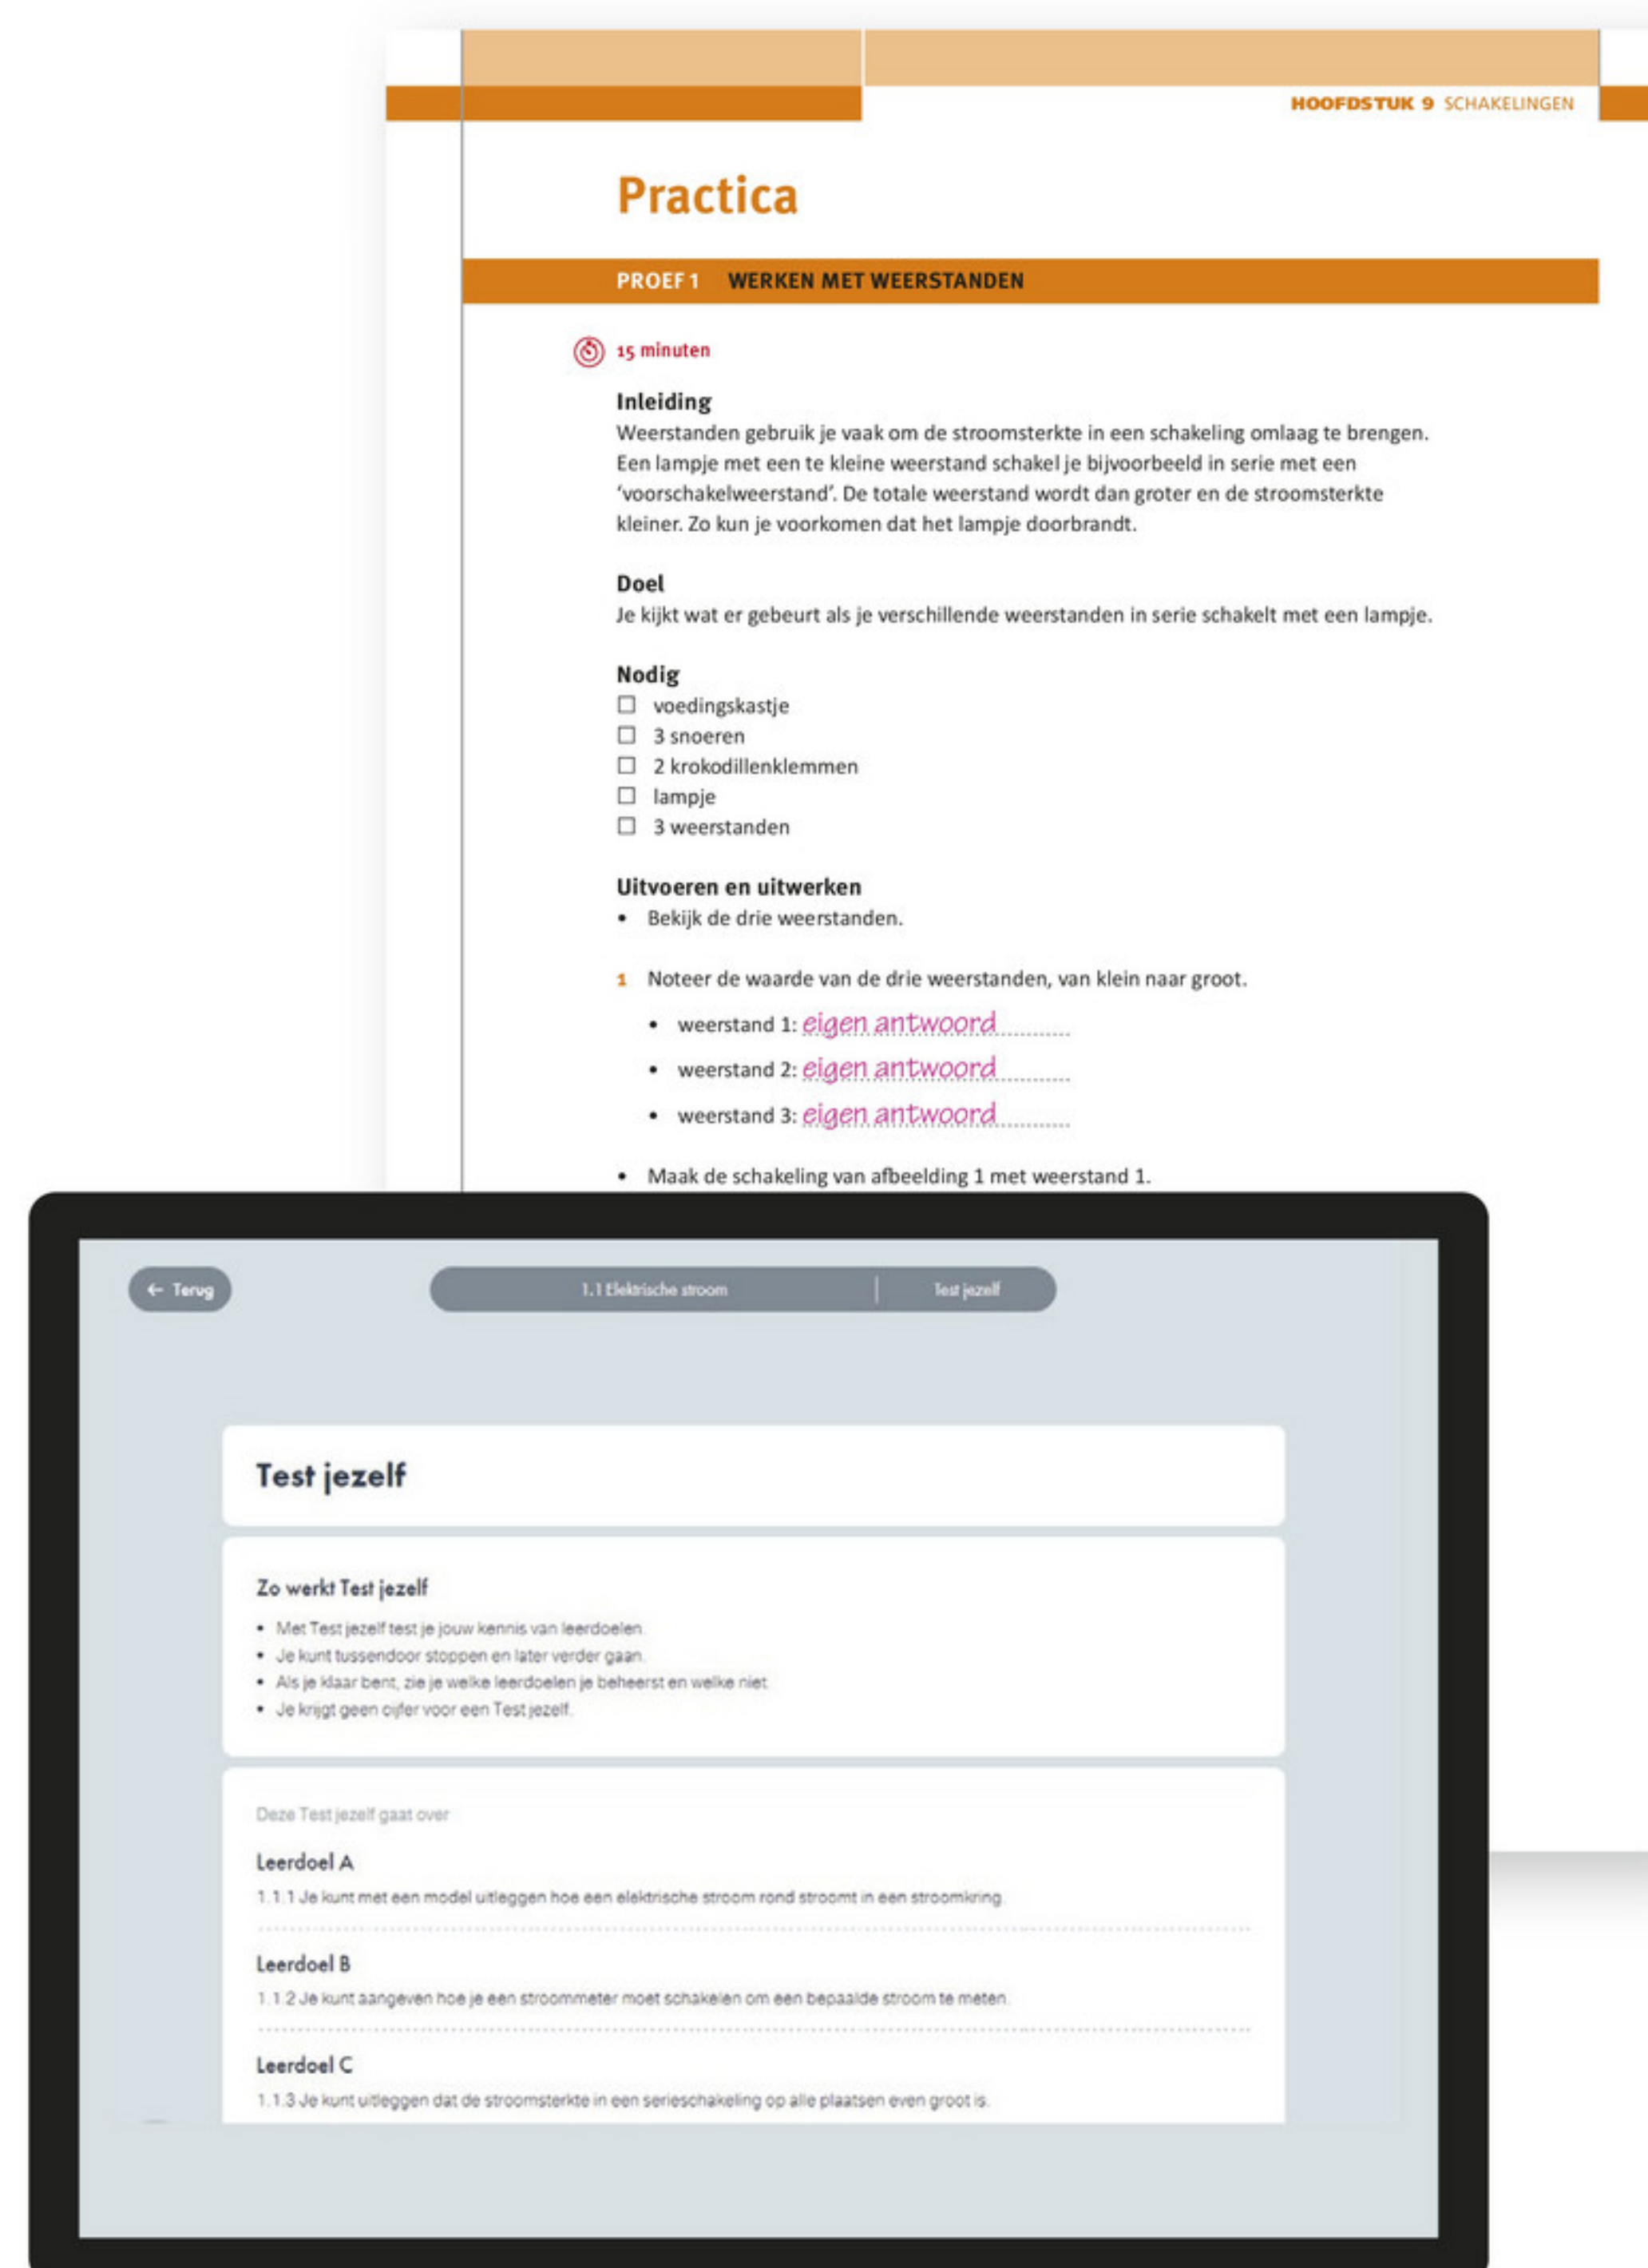 HOOFDSTUK 9 SCHAKELINGEN
Practica
PROEF 1 WERKEN MET WEERSTANDEN
15 minuten
Inleiding
Weerstanden gebruik je vaak om de stroomsterkte in een schakeling omlaag te brengen.
Een lampje met een te kleine weerstand schakel je bijvoorbeeld in serie met een
‘voorschakelweerstand’. De totale weerstand wordt dan groter en de stroomsterkte
kleiner. Zo kun je voorkomen dat het lampje doorbrandt.
Doel
Je kijkt wat er gebeurt als je verschillende weerstanden in serie schakelt met een lampje.
Nodig
☐ voedingskastje
☐ 3 snoeren
☐ 2 krokodillenklemmen
☐ lampje
☐ 3 weerstanden
Uitvoeren en uitwerken
• Bekijk de drie weerstanden.
1 Noteer de waarde van de drie weerstanden, van klein naar groot.
• weerstand 1: eigen antwoord
• weerstand 2: eigen antwoord
• weerstand 3: eigen antwoord
• Maak de schakeling van afbeelding 1 met weerstand 1.
← Terug
1.1 Elektrische stroom | Test jezelf
Test jezelf
Zo werkt Test jezelf
• Met Test jezelf test je jouw kennis van leerdoelen.
• Je kunt tussendoor stoppen en later verder gaan.
• Als je klaar bent, zie je welke leerdoelen je beheerst en welke niet.
• Je krijgt geen cijfer voor een Test jezelf.
Deze Test jezelf gaat over
Leerdoel A
1.1.1 Je kunt met een model uitleggen hoe een elektrische stroom rond stroomt in een stroomkring.
Leerdoel B
1.1.2 Je kunt aangeven hoe je een stroommeter moet schakelen om een bepaalde stroom te meten.
Leerdoel C
1.1.3 Je kunt uitleggen dat de stroomsterkte in een serieschakeling op alle plaatsen even groot is.